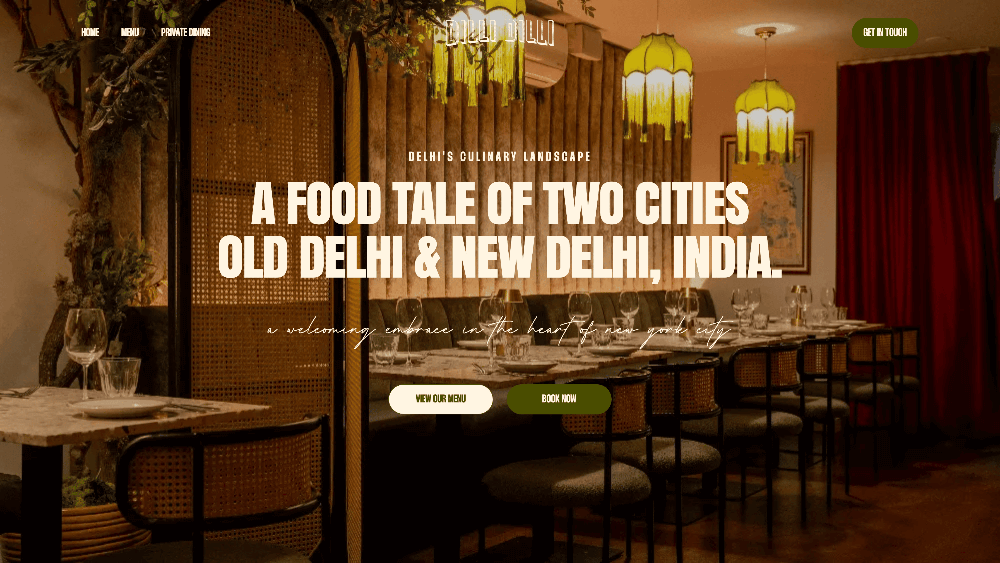 HOME
MENU
PRIVATE DINING
DILLI DILLI
GET IN TOUCH
DELHI'S CULINARY LANDSCAPE
A FOOD TALE OF TWO CITIES
OLD DELHI & NEW DELHI, INDIA.
a welcoming embrace in the heart of new york city
VIEW OUR MENU
BOOK NOW